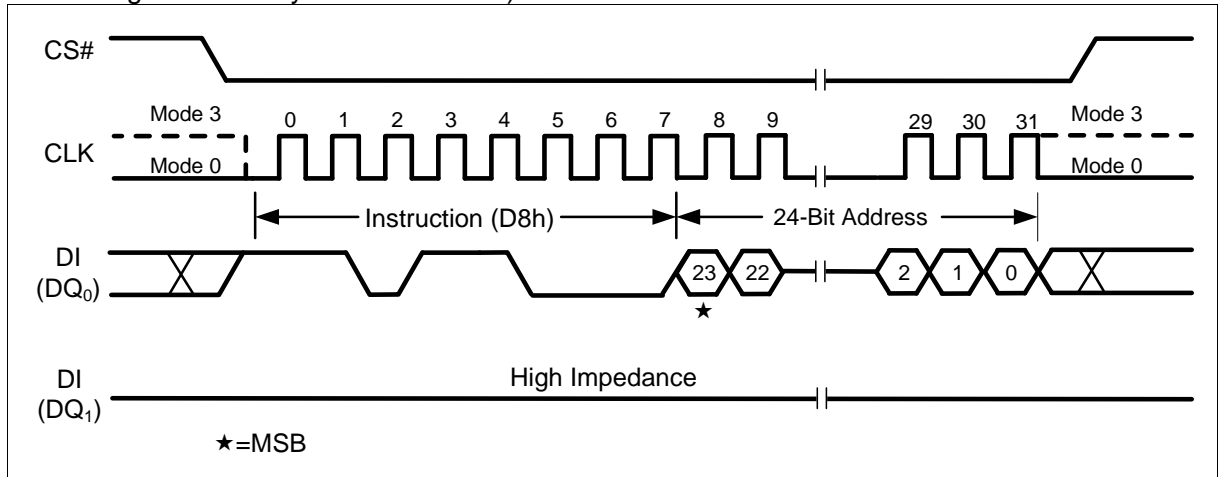 CS#
Mode 3
0 1 2 3 4 5 6 7 8 9 29 30 31
Mode 3
CLK
Mode 0
Mode 0
Instruction (D8h)
24-Bit Address
DI
(DQ₀)
23 22 2 1 0
★
DI
(DQ₁)
High Impedance
★=MSB